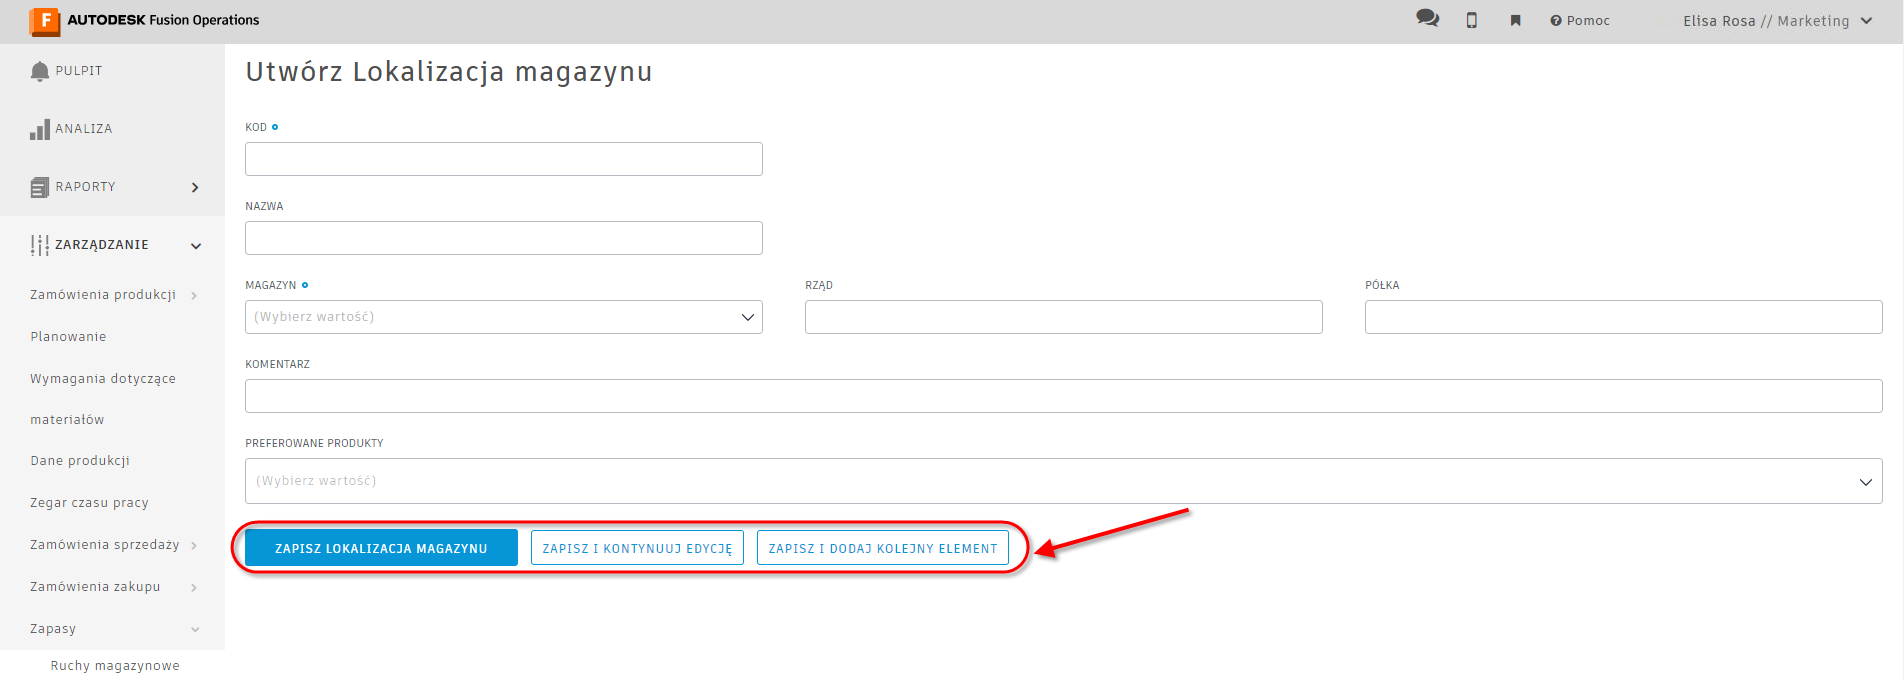 F AUTODESK Fusion Operations
Pomoc
Elisa Rosa // Marketing
PULPIT
ANALIZA
RAPORTY
ZARZĄDZANIE
Zamówienia produkcji
Planowanie
Wymagania dotyczące
materiałów
Dane produkcji
Zegar czasu pracy
Zamówienia sprzedaży
Zamówienia zakupu
Zapasy
Ruchy magazynowe
Utwórz Lokalizacja magazynu
KOD
NAZWA
MAGAZYN
RZĄD
PÓŁKA
(Wybierz wartość)
KOMENTARZ
PREFEROWANE PRODUKTY
(Wybierz wartość)
ZAPISZ LOKALIZACJA MAGAZYNU
ZAPISZ I KONTYNUUJ EDYCJĘ
ZAPISZ I DODAJ KOLEJNY ELEMENT